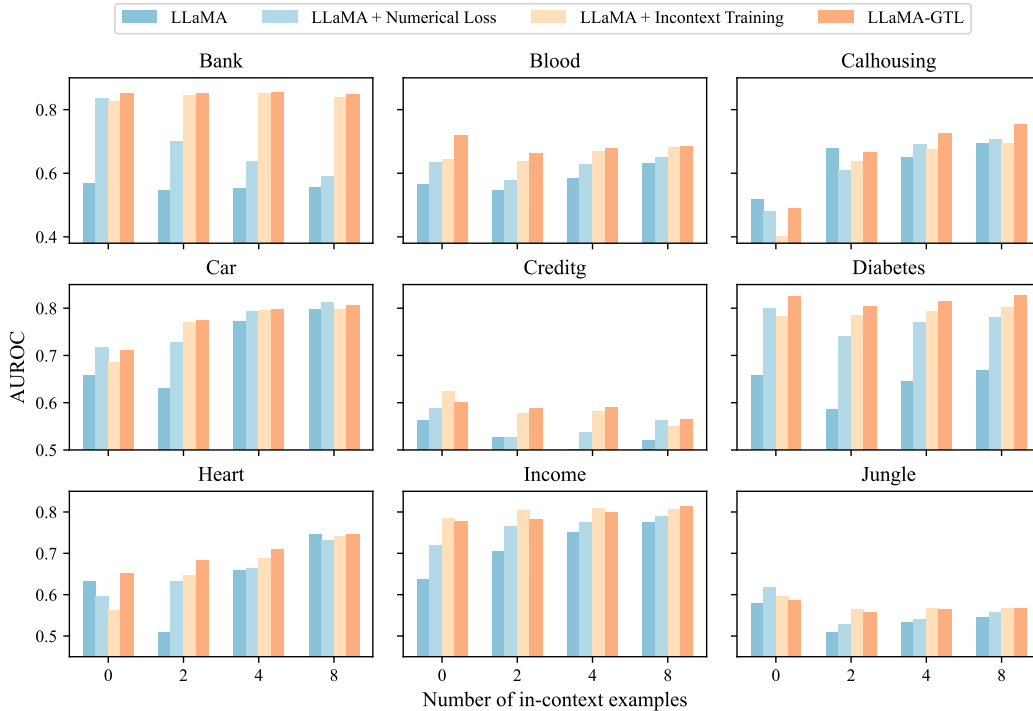 LLaMA LLaMA + Numerical Loss LLaMA + Incontext Training LLaMA-GTL
Bank Blood Calhousing
0.8
0.6
0.4
Car Creditg Diabetes
0.8
0.7
0.6
0.5
AUROC
Heart Income Jungle
0.8
0.7
0.6
0.5
0 2 4 8 0 2 4 8 0 2 4 8
Number of in-context examples